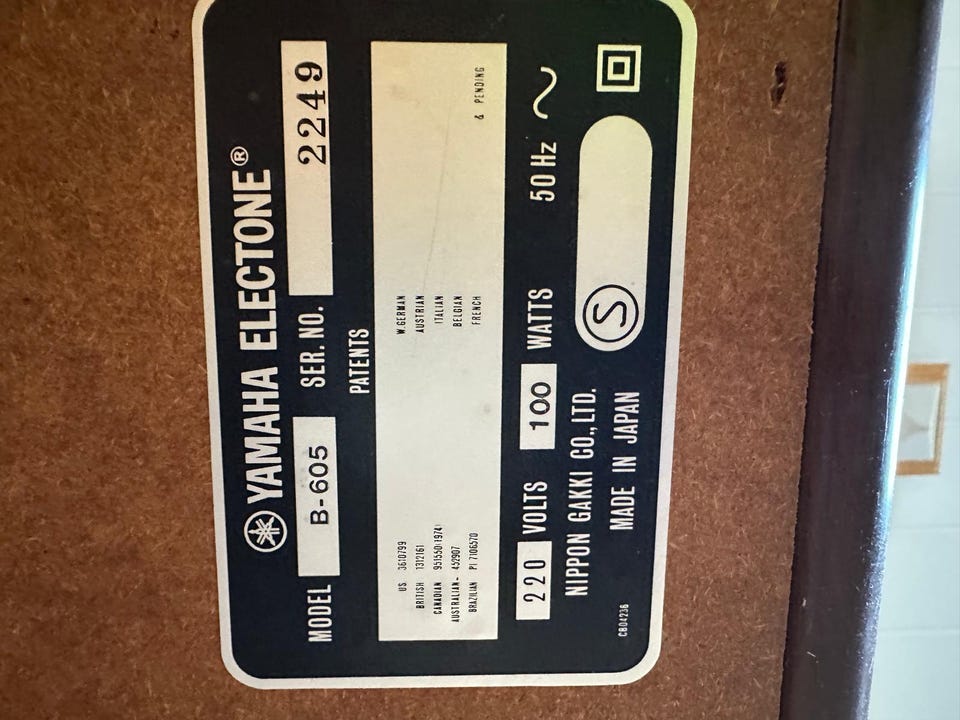 YAMAHA ELECTONE®
MODEL B-605 SER. NO. 2249
PATENTS
US 3610799 W.GERMAN
BRITISH 1312161 AUSTRIAN
CANADIAN 951550(1974) ITALIAN
AUSTRALIAN- 452907 BELGIAN
BRAZILIAN PI 7106570 FRENCH & PENDING
220 VOLTS 100 WATTS 50 Hz ~
NIPPON GAKKI CO., LTD.
MADE IN JAPAN
S
CB04236